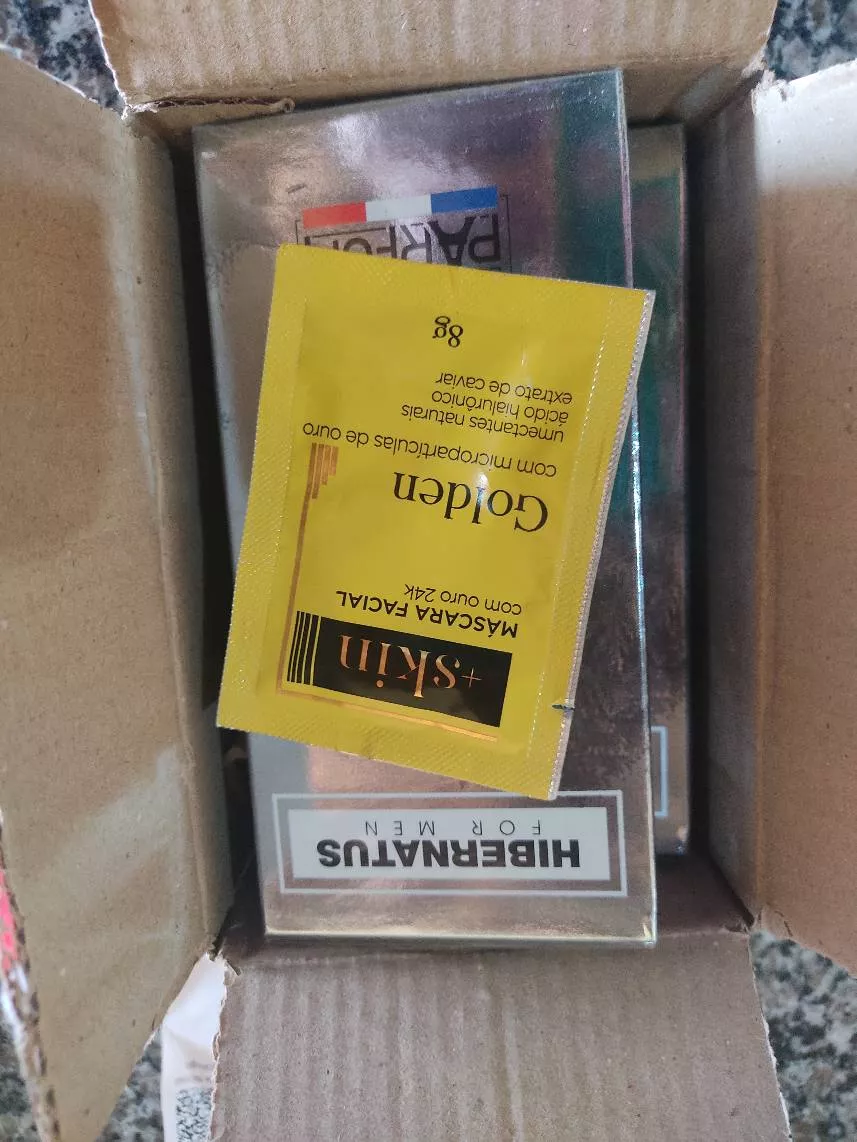 +skin
MÁSCARA FACIAL
com ouro 24k
Golden
com micropartículas de ouro
umectantes naturais
ácido hialurônico
extrato de caviar
8g
HIBERNATUS
FOR MEN